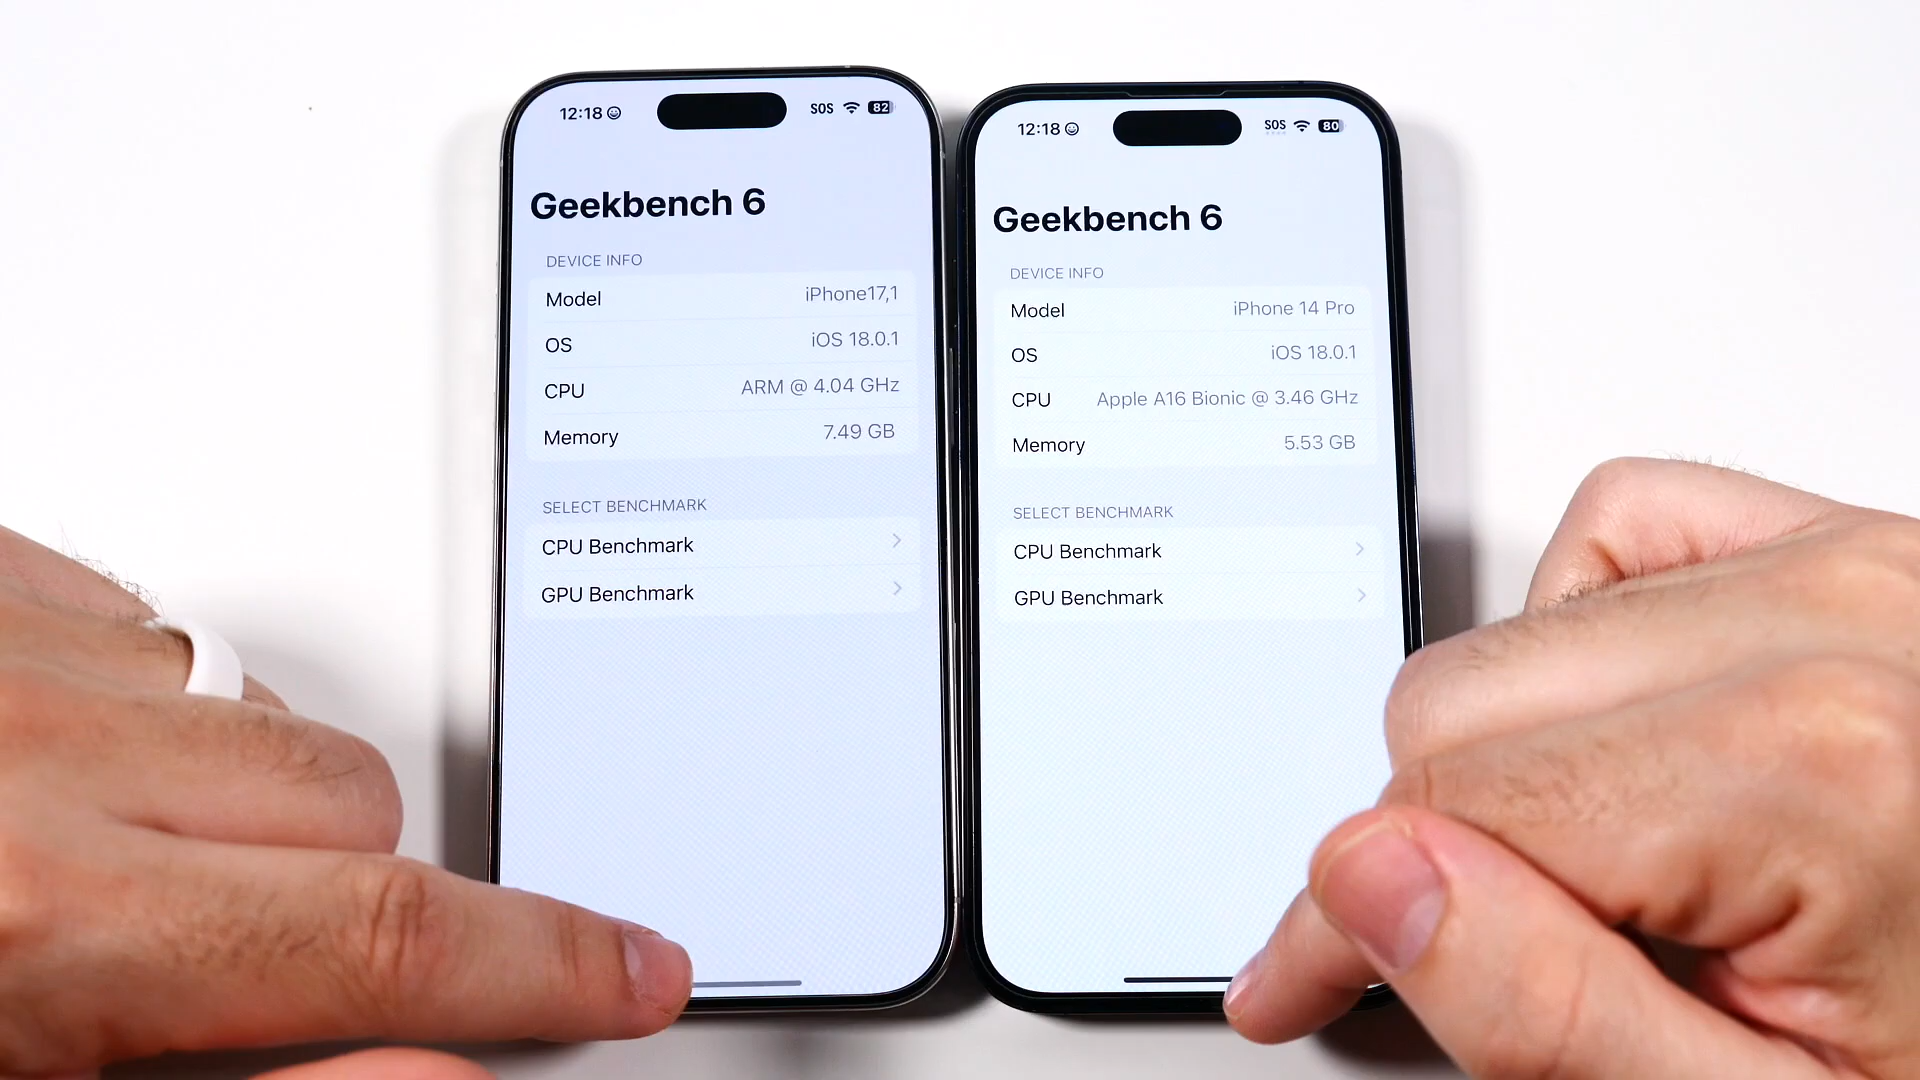 12:18
SOS
82
Geekbench 6
DEVICE INFO
Model iPhone17,1
OS iOS 18.0.1
CPU ARM @ 4.04 GHz
Memory 7.49 GB
SELECT BENCHMARK
CPU Benchmark
GPU Benchmark
12:18
SOS
80
Geekbench 6
DEVICE INFO
Model iPhone 14 Pro
OS iOS 18.0.1
CPU Apple A16 Bionic @ 3.46 GHz
Memory 5.53 GB
SELECT BENCHMARK
CPU Benchmark
GPU Benchmark